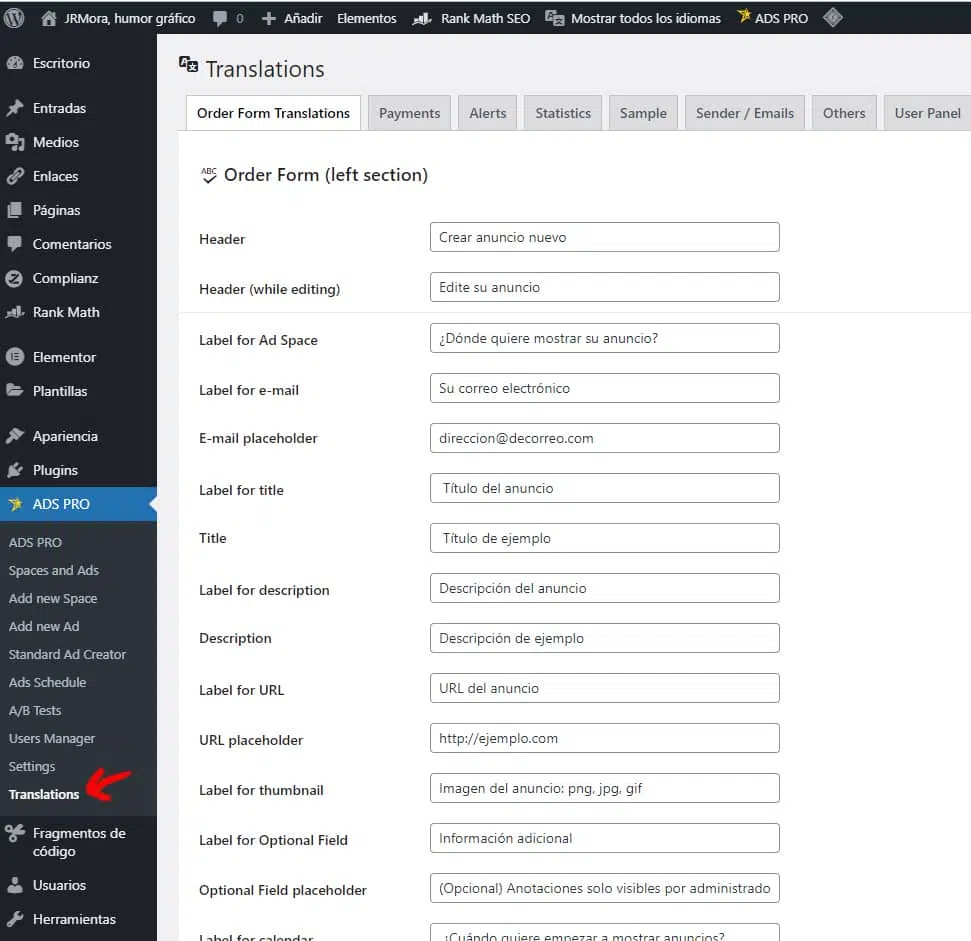 JRMora, humor gráfico 0 Añadir Elementos Rank Math SEO Mostrar todos los idiomas ADS PRO
Escritorio
Entradas
Medios
Enlaces
Páginas
Comentarios
Complianz
Rank Math
Elementor
Plantillas
Apariencia
Plugins
ADS PRO
ADS PRO
Spaces and Ads
Add new Space
Add new Ad
Standard Ad Creator
Ads Schedule
A/B Tests
Users Manager
Settings
Translations
Fragmentos de
código
Usuarios
Herramientas
Translations
Order Form Translations Payments Alerts Statistics Sample Sender / Emails Others User Panel
ABC Order Form (left section)
Header Crear anuncio nuevo
Header (while editing) Edite su anuncio
Label for Ad Space ¿Dónde quiere mostrar su anuncio?
Label for e-mail Su correo electrónico
E-mail placeholder direccion@decorreo.com
Label for title Título del anuncio
Title Título de ejemplo
Label for description Descripción del anuncio
Description Descripción de ejemplo
Label for URL URL del anuncio
URL placeholder http://ejemplo.com
Label for thumbnail Imagen del anuncio: png, jpg, gif
Label for Optional Field Información adicional
Optional Field placeholder (Opcional) Anotaciones solo visibles por administrado
Label for calendar ¿Cuándo quiere empezar a mostrar anuncios?